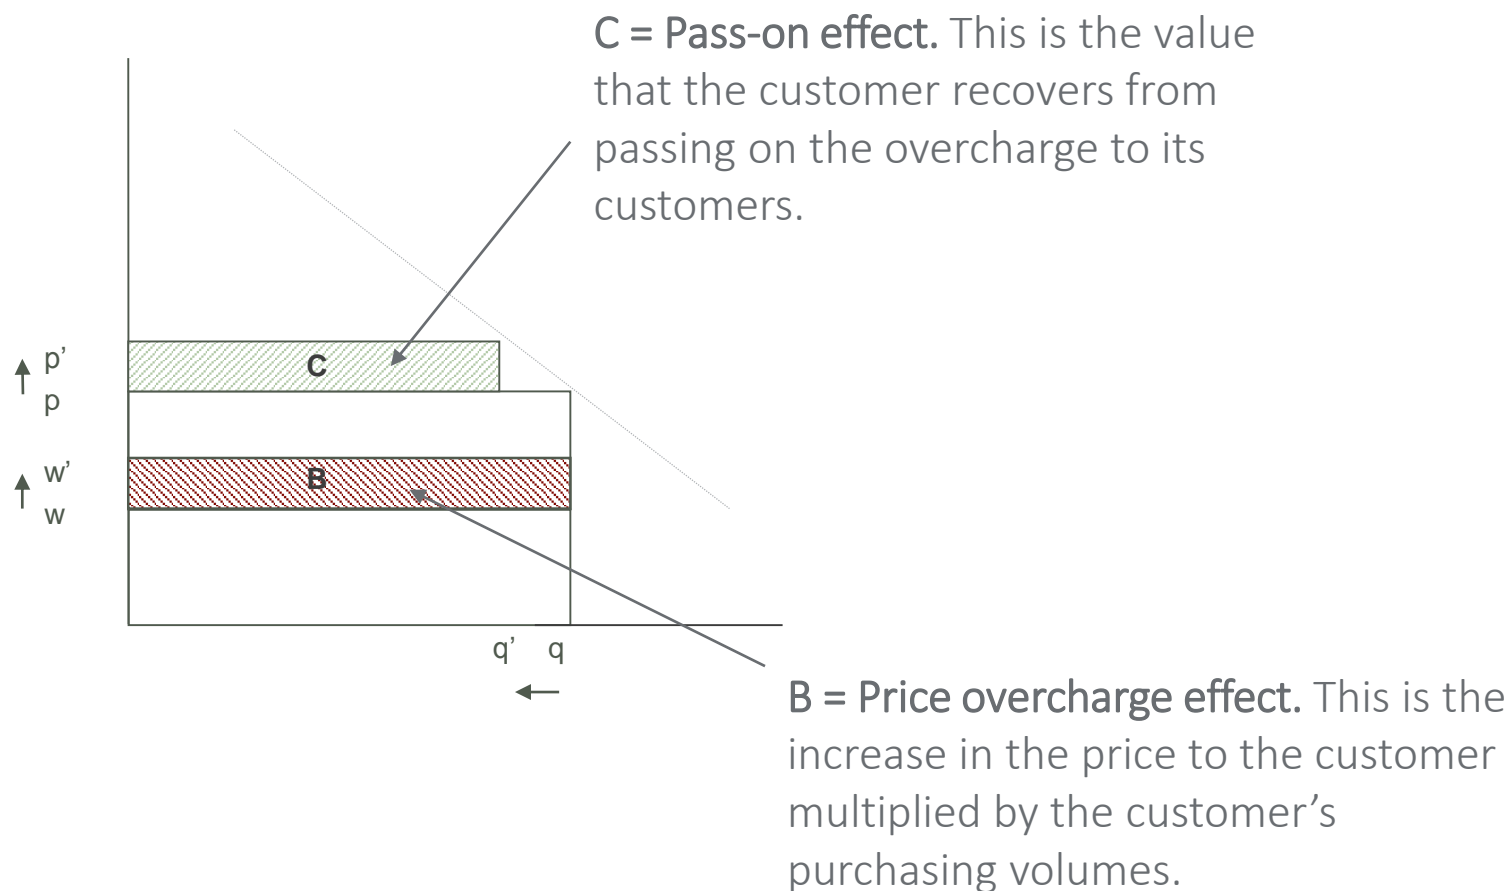 C = Pass-on effect. This is the value
that the customer recovers from
passing on the overcharge to its
customers.
p’
C
p
w’
B
w
q’ q
B = Price overcharge effect. This is the
increase in the price to the customer
multiplied by the customer’s
purchasing volumes.